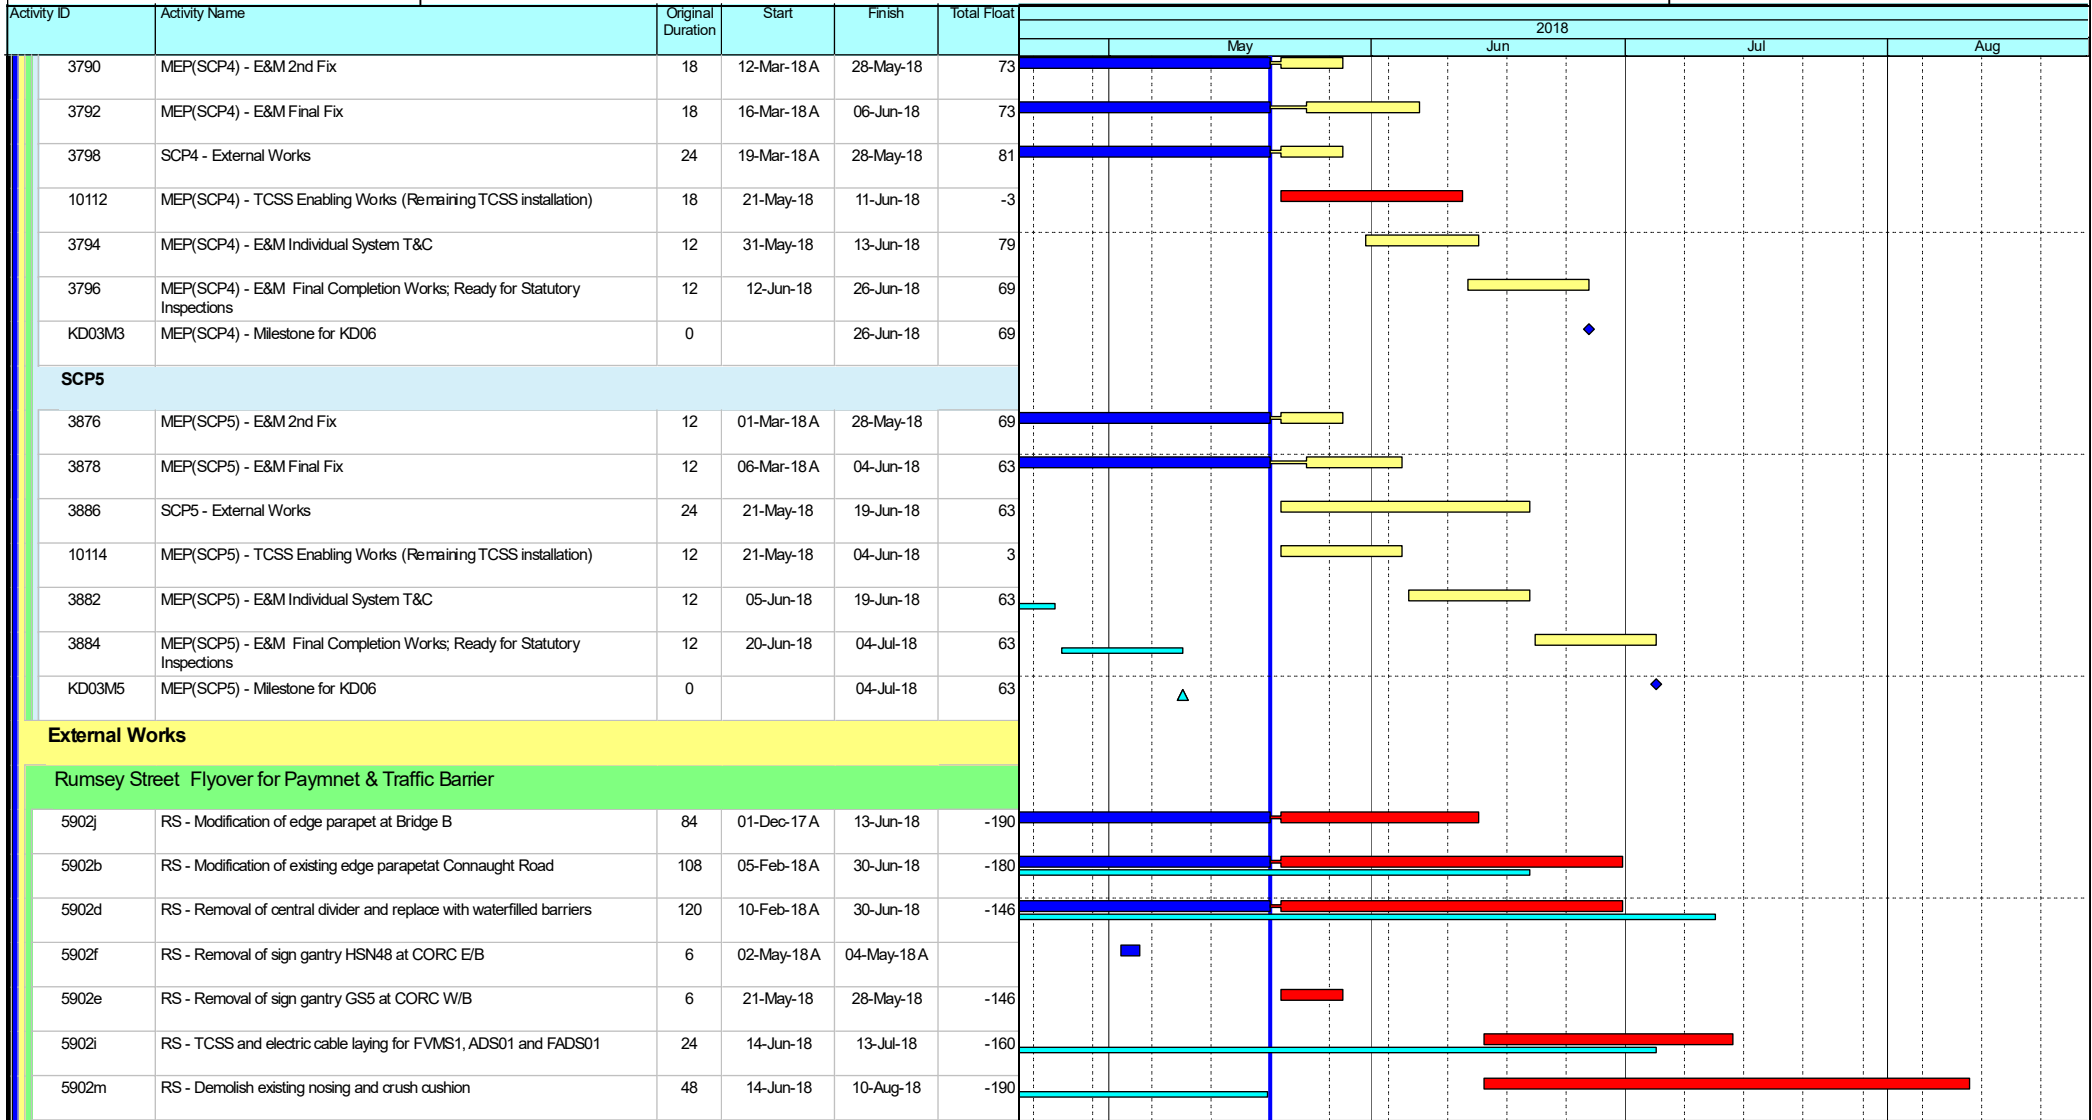 Activity ID Activity Name Original Start Finish Total Float
Duration
2018
May Jun Jul Aug
3790 MEP(SCP4) - E&M 2nd Fix 18 12-Mar-18 A 28-May-18 73
3792 MEP(SCP4) - E&M Final Fix 18 16-Mar-18 A 06-Jun-18 73
3798 SCP4 - External Works 24 19-Mar-18 A 28-May-18 81
10112 MEP(SCP4) - TCSS Enabling Works (Remaining TCSS installation) 18 21-May-18 11-Jun-18 -3
3794 MEP(SCP4) - E&M Individual System T&C 12 31-May-18 13-Jun-18 79
3796 MEP(SCP4) - E&M Final Completion Works; Ready for Statutory 12 12-Jun-18 26-Jun-18 69
Inspections
KD03M3 MEP(SCP4) - Milestone for KD06 0 26-Jun-18 69
SCP5
3876 MEP(SCP5) - E&M 2nd Fix 12 01-Mar-18 A 28-May-18 69
3878 MEP(SCP5) - E&M Final Fix 12 06-Mar-18 A 04-Jun-18 63
3886 SCP5 - External Works 24 21-May-18 19-Jun-18 63
10114 MEP(SCP5) - TCSS Enabling Works (Remaining TCSS installation) 12 21-May-18 04-Jun-18 3
3882 MEP(SCP5) - E&M Individual System T&C 12 05-Jun-18 19-Jun-18 63
3884 MEP(SCP5) - E&M Final Completion Works; Ready for Statutory 12 20-Jun-18 04-Jul-18 63
Inspections
KD03M5 MEP(SCP5) - Milestone for KD06 0 04-Jul-18 63
External Works
Rumsey Street Flyover for Paymnet & Traffic Barrier
5902j RS - Modification of edge parapet at Bridge B 84 01-Dec-17 A 13-Jun-18 -190
5902b RS - Modification of existing edge parapetat Connaught Road 108 05-Feb-18 A 30-Jun-18 -180
5902d RS - Removal of central divider and replace with waterfilled barriers 120 10-Feb-18 A 30-Jun-18 -146
5902f RS - Removal of sign gantry HSN48 at CORC E/B 6 02-May-18 A 04-May-18 A
5902e RS - Removal of sign gantry GS5 at CORC W/B 6 21-May-18 28-May-18 -146
5902i RS - TCSS and electric cable laying for FVMS1, ADS01 and FADS01 24 14-Jun-18 13-Jul-18 -160
5902m RS - Demolish existing nosing and crush cushion 48 14-Jun-18 10-Aug-18 -190